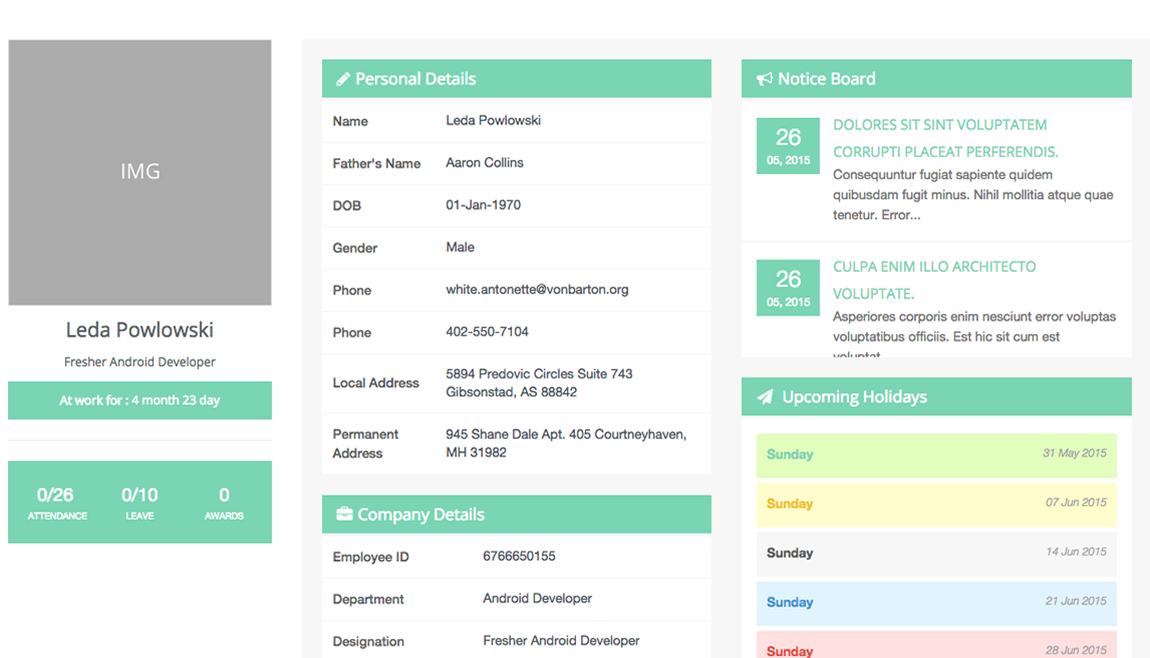 IMG
Leda Powlowski
Fresher Android Developer
At work for : 4 month 23 day
0/26 0/10 0
ATTENDANCE LEAVE AWARDS
Personal Details
Name Leda Powlowski
Father's Name Aaron Collins
DOB 01-Jan-1970
Gender Male
Phone white.antonette@vonbarton.org
Phone 402-550-7104
Local Address 5894 Predovic Circles Suite 743
Gibsonstad, AS 88842
Permanent 945 Shane Dale Apt. 405 Courtneyhaven,
Address MH 31982
Company Details
Employee ID 6766650155
Department Android Developer
Designation Fresher Android Developer
Notice Board
26
05, 2015
DOLORES SIT SINT VOLUPTATEM
CORRUPTI PLACEAT PERFERENDIS.
Consequuntur fugiat sapiente quidem
quibusdam fugit minus. Nihil mollitia atque quae
tenetur. Error...
26
05, 2015
CULPA ENIM ILLO ARCHITECTO
VOLUPTATE.
Asperiores corporis enim nesciunt error voluptas
voluptatibus officiis. Est hic sit cum est
voluptat
Upcoming Holidays
Sunday 31 May 2015
Sunday 07 Jun 2015
Sunday 14 Jun 2015
Sunday 21 Jun 2015
Sunday 28 Jun 2015